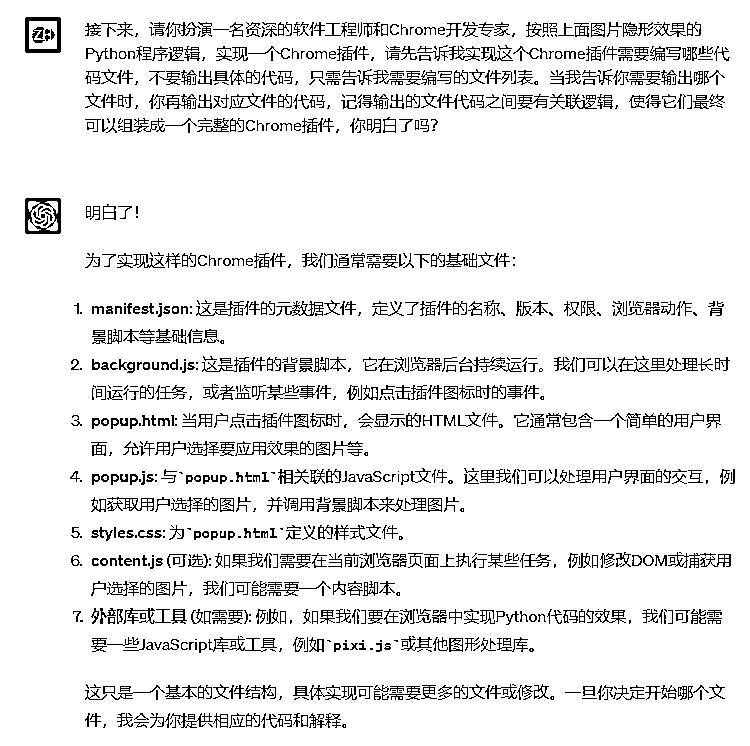 接下来，请你扮演一名资深的软件工程师和Chrome开发专家，按照上面图片隐形效果的
Python程序逻辑，实现一个Chrome插件，请先告诉我实现这个Chrome插件需要编写哪些代
码文件，不要输出具体的代码，只需告诉我需要编写的文件列表。当我告诉你需要输出哪个
文件时，你再输出对应文件的代码，记得输出的文件代码之间要有关联逻辑，使得它们最终
可以组装成一个完整的Chrome插件，你明白了吗？
明白了！
为了实现这样的Chrome插件，我们通常需要以下的基础文件：
1. manifest.json: 这是插件的元数据文件，定义了插件的名称、版本、权限、浏览器动作、背
景脚本等基础信息。
2. background.js: 这是插件的背景脚本，它在浏览器后台持续运行。我们可以在这里处理长时
间运行的任务，或者监听某些事件，例如点击插件图标时的事件。
3. popup.html: 当用户点击插件图标时，会显示的HTML文件。它通常包含一个简单的用户界
面，允许用户选择要应用效果的图片等。
4. popup.js: 与`popup.html`相关联的JavaScript文件。这里我们可以处理用户界面的交互，例
如获取用户选择的图片，并调用背景脚本来处理图片。
5. styles.css: 为`popup.html`定义的样式文件。
6. content.js (可选): 如果我们需要在当前浏览器页面上执行某些任务，例如修改DOM或捕获用
户选择的图片，我们可能需要一个内容脚本。
7. 外部库或工具 (如需要): 例如，如果我们要在浏览器中实现Python代码的效果，我们可能需
要一些JavaScript库或工具，例如`pixi.js`或其他图形处理库。
这只是一个基本的文件结构，具体实现可能需要更多的文件或修改。一旦你决定开始哪个文
件，我会为你提供相应的代码和解释。